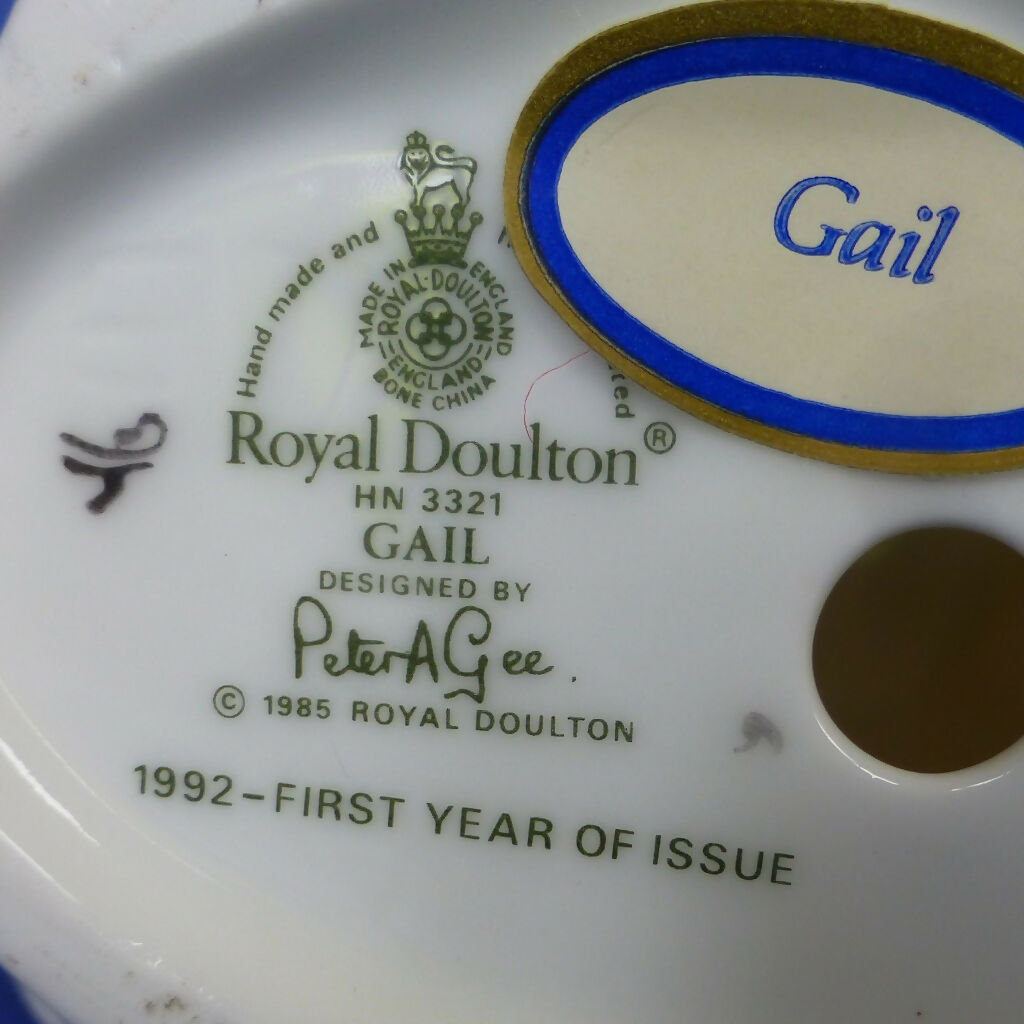 Gail
Hand made and
MADE IN ENGLAND
ROYAL·DOULTON
ENGLAND
BONE CHINA
Royal Doulton®
HN 3321
GAIL
DESIGNED BY
Peter A Gee.
© 1985 ROYAL DOULTON
1992–FIRST YEAR OF ISSUE